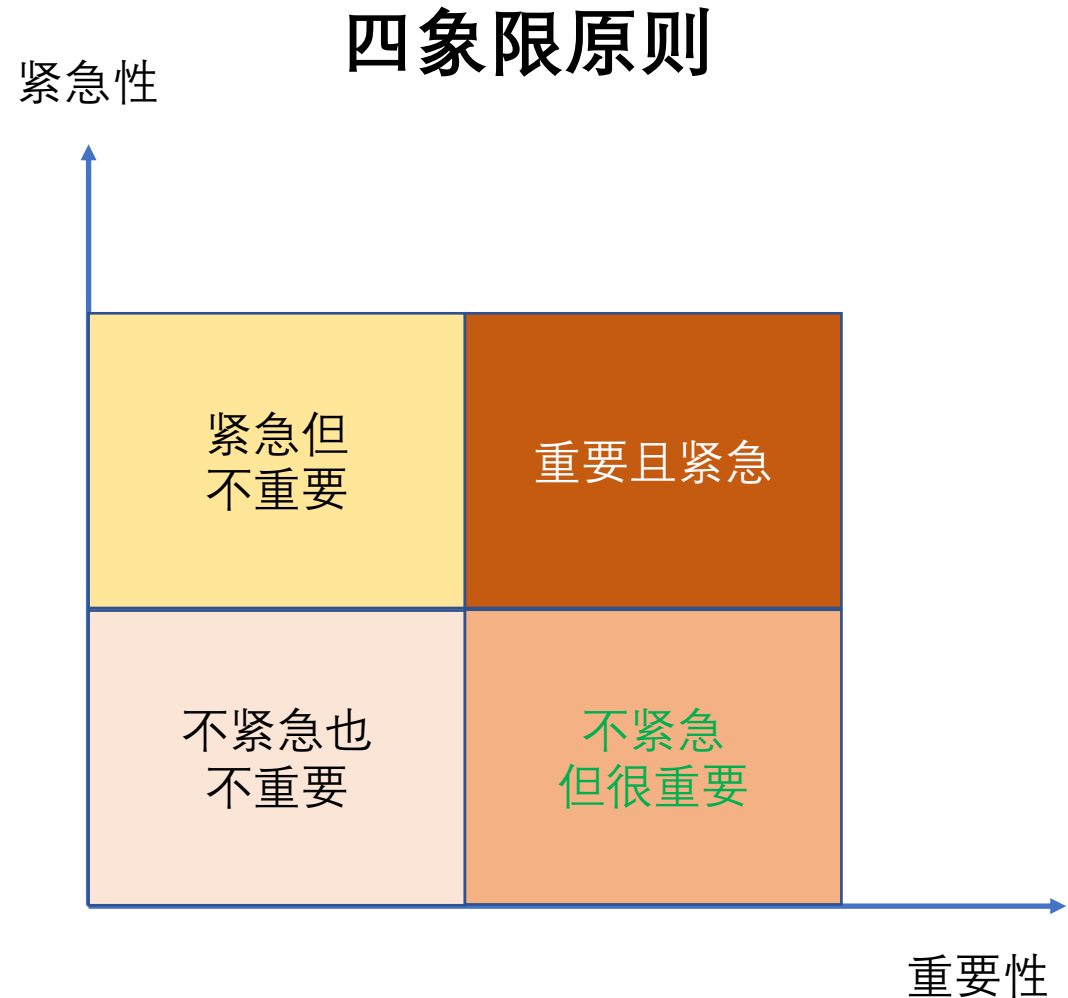 四象限原则
紧急性
紧急但
不重要
重要且紧急
不紧急也
不重要
不紧急
但很重要
重要性